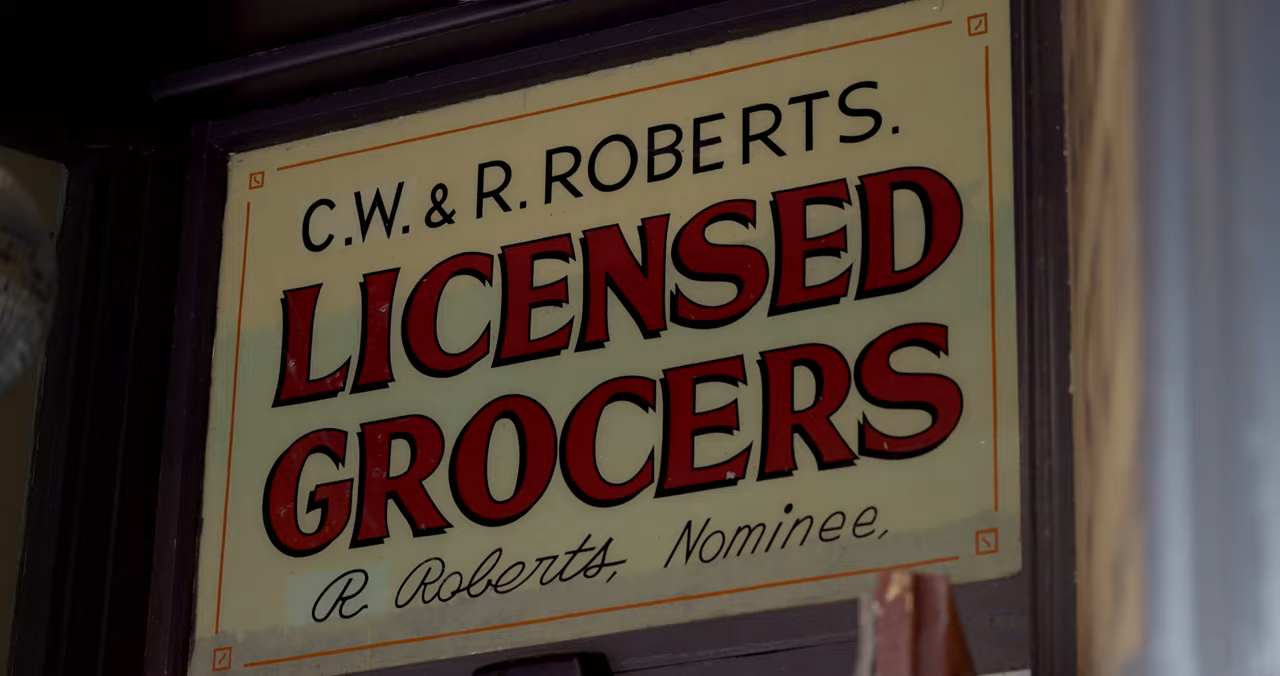 C.W. & R. ROBERTS.
LICENSED
GROCERS
R Roberts, Nominee,